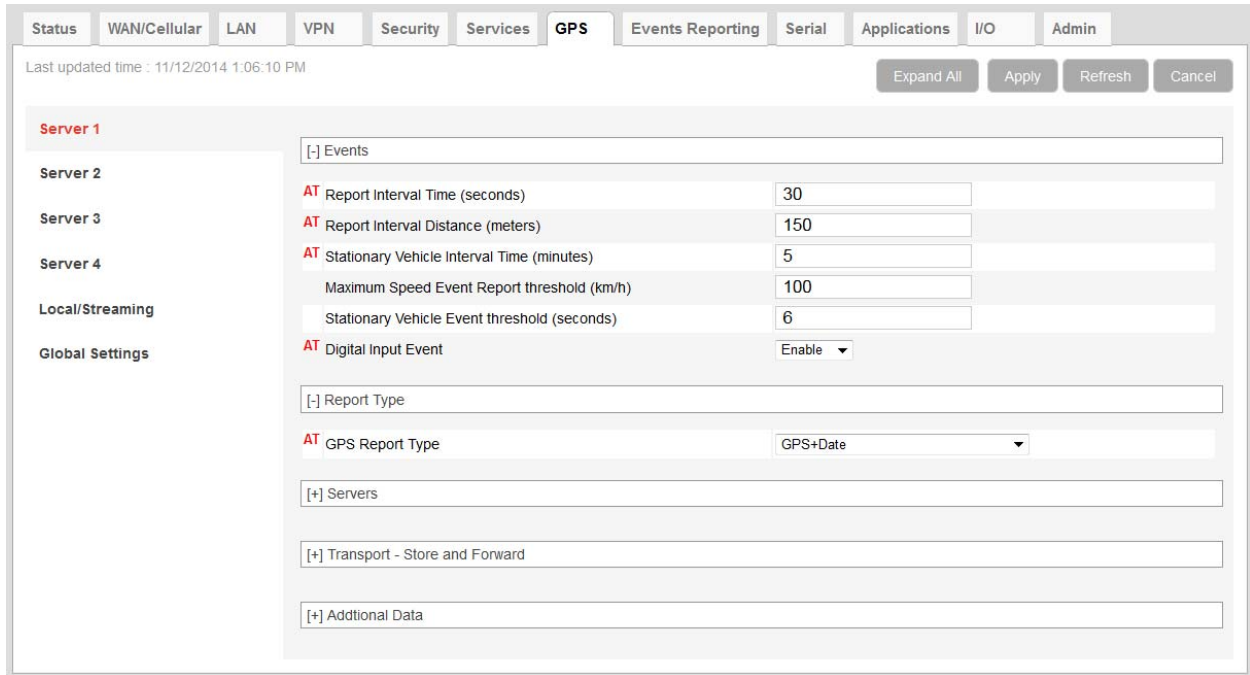 Status WAN/Cellular LAN VPN Security Services GPS Events Reporting Serial Applications I/O Admin
Last updated time : 11/12/2014 1:06:10 PM
Expand All Apply Refresh Cancel
Server 1
Server 2
Server 3
Server 4
Local/Streaming
Global Settings
[-] Events
AT Report Interval Time (seconds) 30
AT Report Interval Distance (meters) 150
AT Stationary Vehicle Interval Time (minutes) 5
Maximum Speed Event Report threshold (km/h) 100
Stationary Vehicle Event threshold (seconds) 6
AT Digital Input Event Enable
[-] Report Type
AT GPS Report Type GPS+Date
[+] Servers
[+] Transport - Store and Forward
[+] Addtional Data